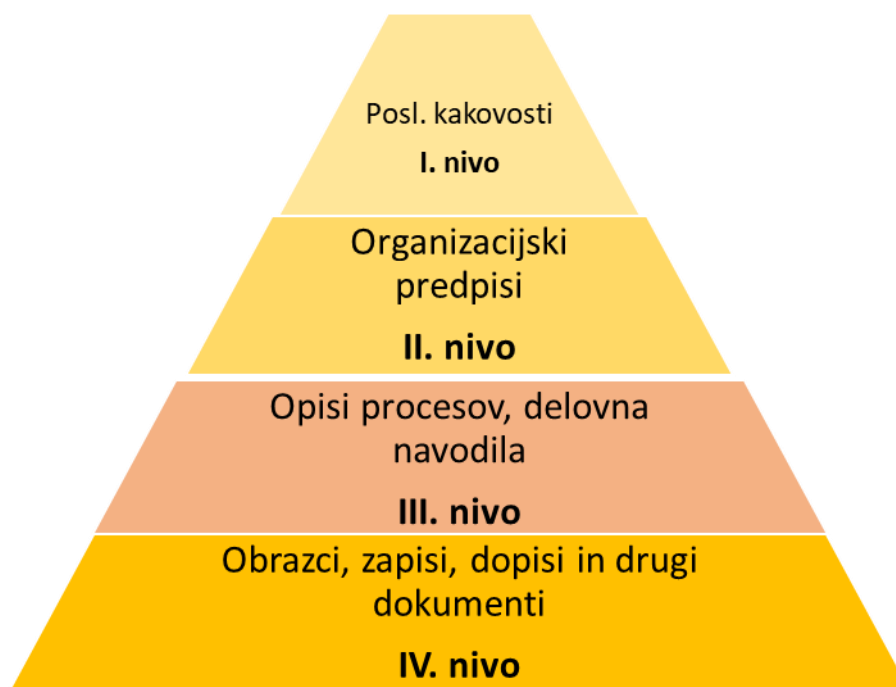 Posl. kakovosti
I. nivo
Organizacijski
predpisi
II. nivo
Opisi procesov, delovna
navodila
III. nivo
Obrazci, zapisi, dopisi in drugi
dokumenti
IV. nivo